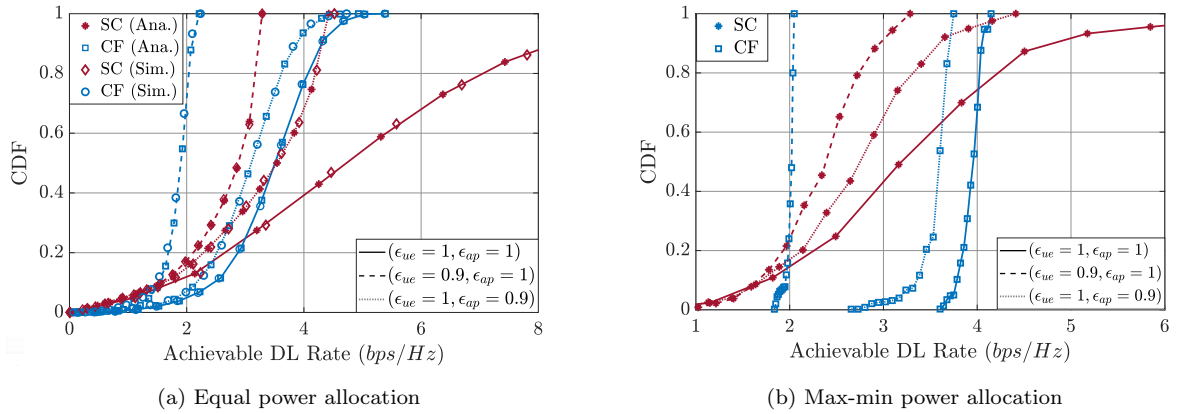 1
0.8
0.6
0.4
0.2
0
CDF
SC (Ana.)
CF (Ana.)
SC (Sim.)
CF (Sim.)
(ϵue = 1, ϵap = 1)
(ϵue = 0.9, ϵap = 1)
(ϵue = 1, ϵap = 0.9)
0 2 4 6 8
Achievable DL Rate (bps/Hz)
(a) Equal power allocation
1
0.8
0.6
0.4
0.2
0
CDF
SC
CF
(ϵue = 1, ϵap = 1)
(ϵue = 0.9, ϵap = 1)
(ϵue = 1, ϵap = 0.9)
1 2 3 4 5 6
Achievable DL Rate (bps/Hz)
(b) Max-min power allocation